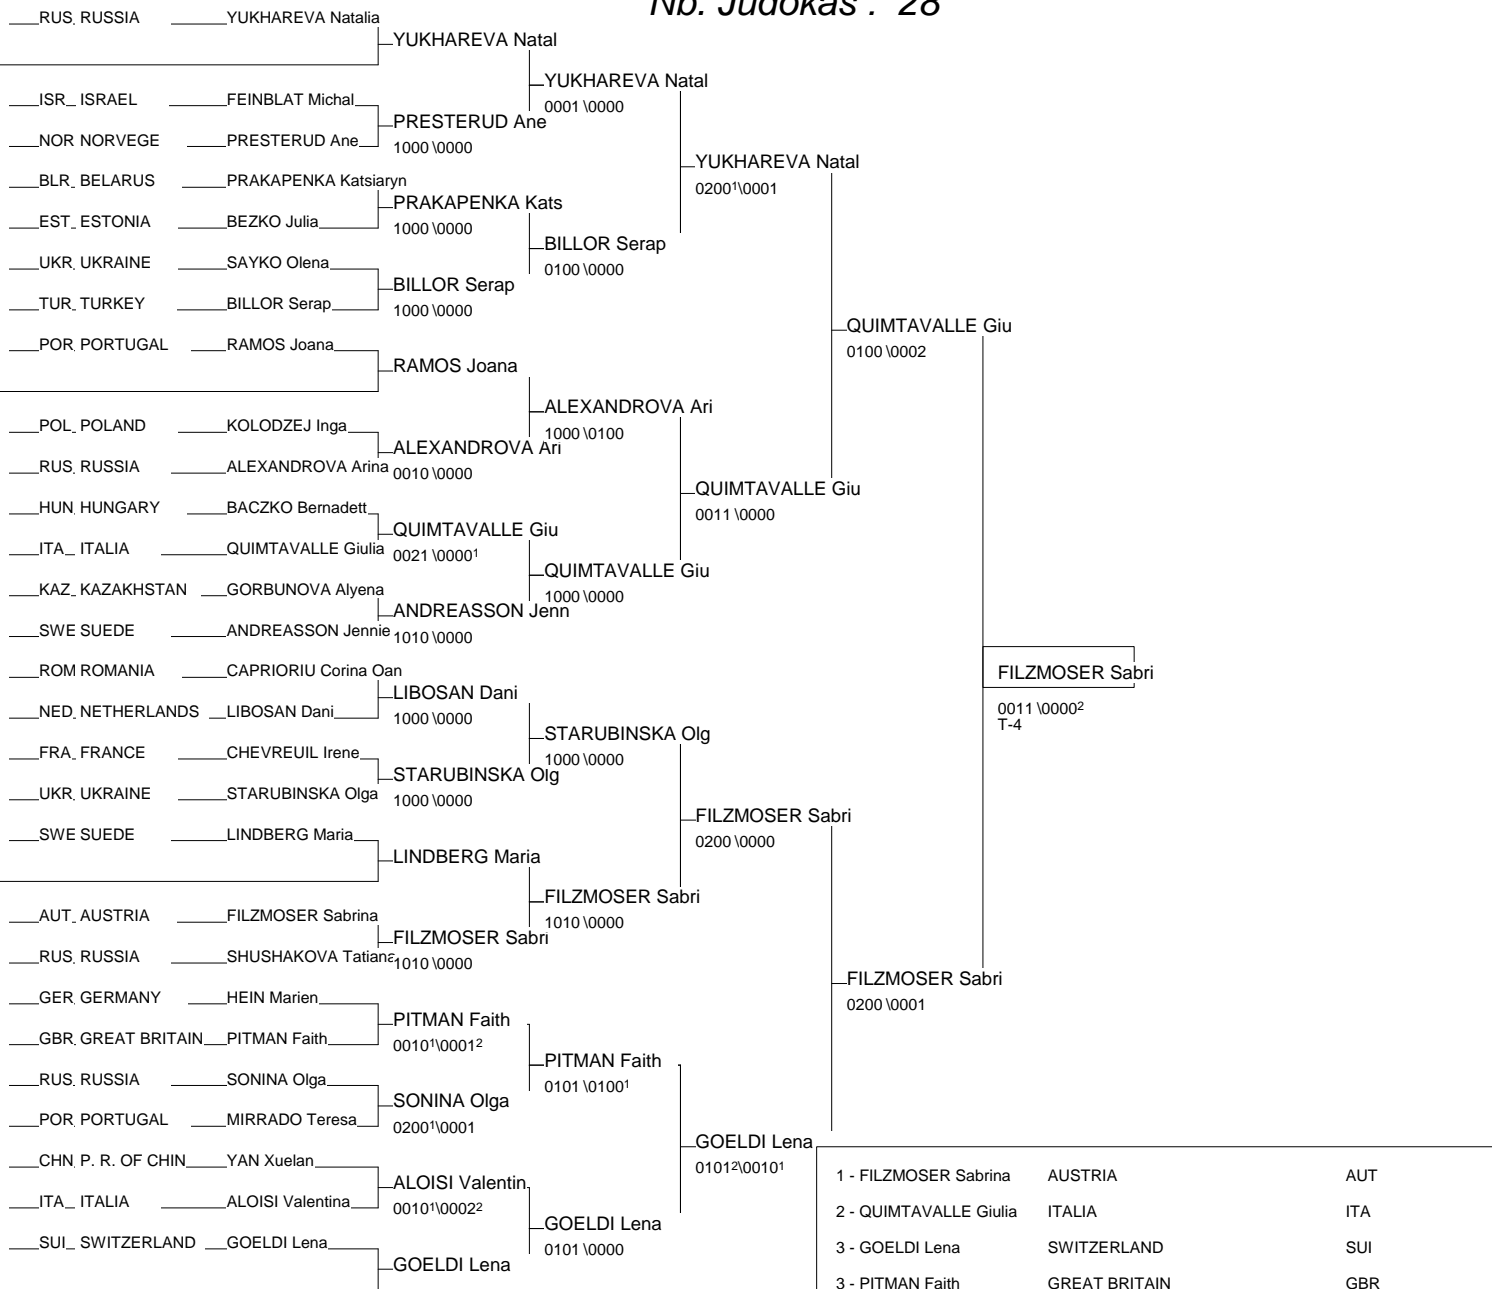 Nb. Judokas : 28
RUS RUSSIA YUKHAREVA Natalia
YUKHAREVA Natal
YUKHAREVA Natal
0001\0000
ISR ISRAEL FEINBLAT Michal
PRESTERUD Ane
1000\0000
NOR NORVEGE PRESTERUD Ane
YUKHAREVA Natal
0200¹\0001
BLR BELARUS PRAKAPENKA Katsiaryn
PRAKAPENKA Kats
1000\0000
EST ESTONIA BEZKO Julia
BILLOR Serap
0100\0000
UKR UKRAINE SAYKO Olena
BILLOR Serap
1000\0000
TUR TURKEY BILLOR Serap
QUIMTAVALLE Giu
0100\0002
POR PORTUGAL RAMOS Joana
RAMOS Joana
ALEXANDROVA Ari
1000\0100
POL POLAND KOLODZEJ Inga
ALEXANDROVA Ari
0010\0000
RUS RUSSIA ALEXANDROVA Arina
QUIMTAVALLE Giu
0011\0000
HUN HUNGARY BACZKO Bernadett
QUIMTAVALLE Giu
0021\0000¹
ITA ITALIA QUIMTAVALLE Giulia
QUIMTAVALLE Giu
1000\0000
KAZ KAZAKHSTAN GORBUNOVA Alyena
ANDREASSON Jenn
1010\0000
SWE SUEDE ANDREASSON Jennie
FILZMOSER Sabri
0011\0000²
T-4
ROM ROMANIA CAPRIORIU Corina Oan
LIBOSAN Dani
1000\0000
NED NETHERLANDS LIBOSAN Dani
STARUBINSKA Olg
1000\0000
FRA FRANCE CHEVREUIL Irene
STARUBINSKA Olg
1000\0000
UKR UKRAINE STARUBINSKA Olga
FILZMOSER Sabri
0200\0000
SWE SUEDE LINDBERG Maria
LINDBERG Maria
FILZMOSER Sabri
1010\0000
AUT AUSTRIA FILZMOSER Sabrina
FILZMOSER Sabri
1010\0000
RUS RUSSIA SHUSHAKOVA Tatiana
FILZMOSER Sabri
0200\0001
GER GERMANY HEIN Marien
PITMAN Faith
0010¹\0001²
GBR GREAT BRITAIN PITMAN Faith
PITMAN Faith
0101\0100¹
RUS RUSSIA SONINA Olga
SONINA Olga
0200¹\0001
POR PORTUGAL MIRRADO Teresa
GOELDI Lena
0101²\0010¹
CHN P. R. OF CHIN YAN Xuelan
ALOISI Valentin
0010¹\0002²
ITA ITALIA ALOISI Valentina
GOELDI Lena
0101\0000
SUI SWITZERLAND GOELDI Lena
GOELDI Lena
1 - FILZMOSER Sabrina AUSTRIA AUT
2 - QUIMTAVALLE Giulia ITALIA ITA
3 - GOELDI Lena SWITZERLAND SUI
3 - PITMAN Faith GREAT BRITAIN GBR